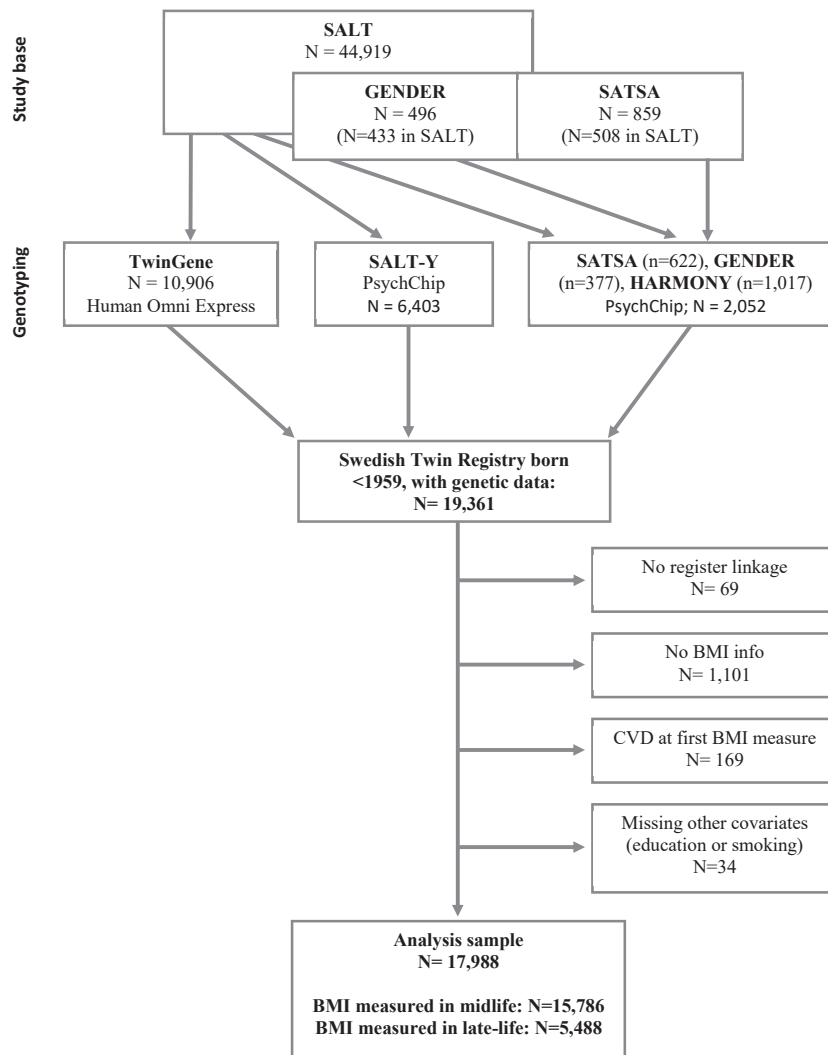 Study base
SALT
N = 44,919
GENDER
N = 496
(N=433 in SALT)
SATSA
N = 859
(N=508 in SALT)
Genotyping
TwinGene
N = 10,906
Human Omni Express
SALT-Y
PsychChip
N = 6,403
SATSA (n=622), GENDER
(n=377), HARMONY (n=1,017)
PsychChip; N = 2,052
Swedish Twin Registry born
<1959, with genetic data:
N= 19,361
No register linkage
N= 69
No BMI info
N= 1,101
CVD at first BMI measure
N= 169
Missing other covariates
(education or smoking)
N=34
Analysis sample
N= 17,988
BMI measured in midlife: N=15,786
BMI measured in late-life: N=5,488